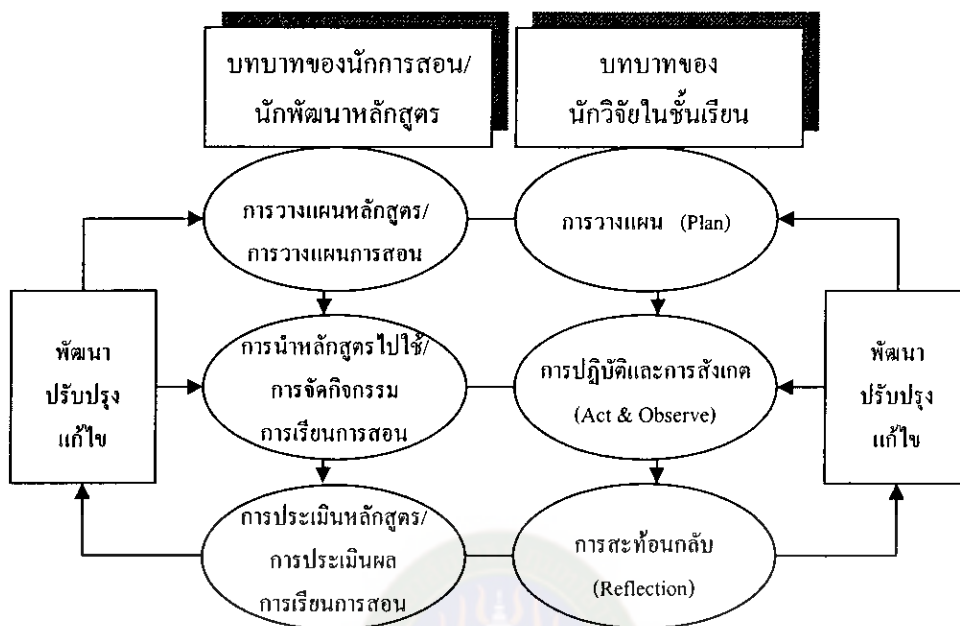 บทบาทของนักการสอน/
นักพัฒนาหลักสูตร
บทบาทของ
นักวิจัยในชั้นเรียน
การวางแผนหลักสูตร/
การวางแผนการสอน
การวางแผน (Plan)
พัฒนา
ปรับปรุง
แก้ไข
การนำหลักสูตรไปใช้/
การจัดกิจกรรม
การเรียนการสอน
การปฏิบัติและการสังเกต
(Act & Observe)
พัฒนา
ปรับปรุง
แก้ไข
การประเมินหลักสูตร/
การประเมินผล
การเรียนการสอน
การสะท้อนกลับ
(Reflection)